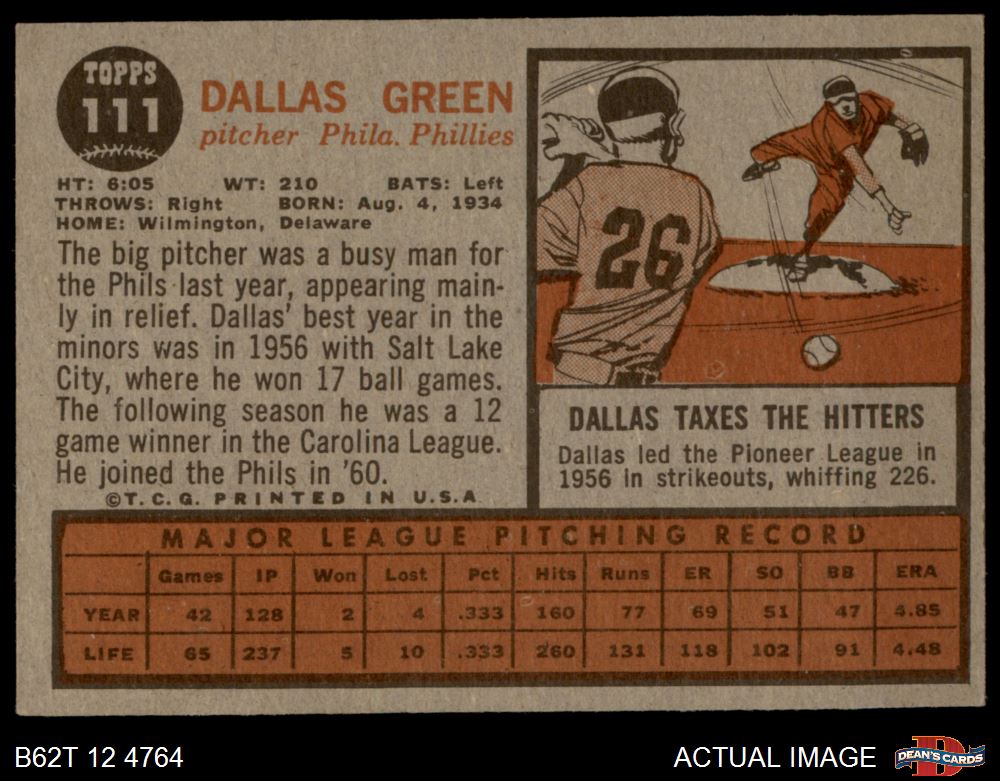 TOPPS
111
DALLAS GREEN
pitcher Phila. Phillies
HT: 6:05 WT: 210 BATS: Left
THROWS: Right BORN: Aug. 4, 1934
HOME: Wilmington, Delaware
The big pitcher was a busy man for
the Phils last year, appearing main-
ly in relief. Dallas' best year in the
minors was in 1956 with Salt Lake
City, where he won 17 ball games.
The following season he was a 12
game winner in the Carolina League.
He joined the Phils in '60.
©T.C.G. PRINTED IN U.S.A
26
DALLAS TAXES THE HITTERS
Dallas led the Pioneer League in
1956 in strikeouts, whiffing 226.
MAJOR LEAGUE PITCHING RECORD
Games IP Won Lost Pct Hits Runs ER SO BB ERA
YEAR 42 128 2 4 .333 160 77 69 51 47 4.85
LIFE 65 237 5 10 .333 260 131 118 102 91 4.48
B62T 12 4764
ACTUAL IMAGE
D
DEAN'S CARDS